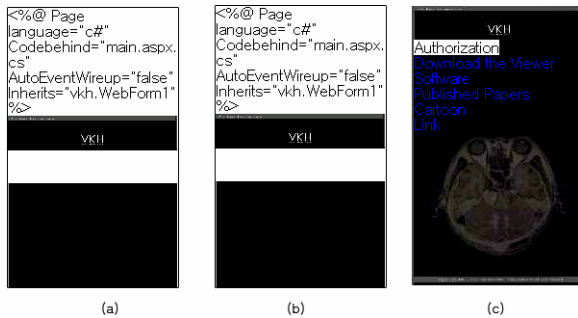 <%@ Page
language="c#"
Codebehind="main.aspx.
cs"
AutoEventWireup="false"
Inherits="vkh.WebForm1"
%>
VKH
(a)
<%@ Page
language="c#"
Codebehind="main.aspx.
cs"
AutoEventWireup="false"
Inherits="vkh.WebForm1"
%>
VKH
(b)
VKH
Authorization
Download the Viewer
Software
Published Papers
Cartoon
Link
(c)